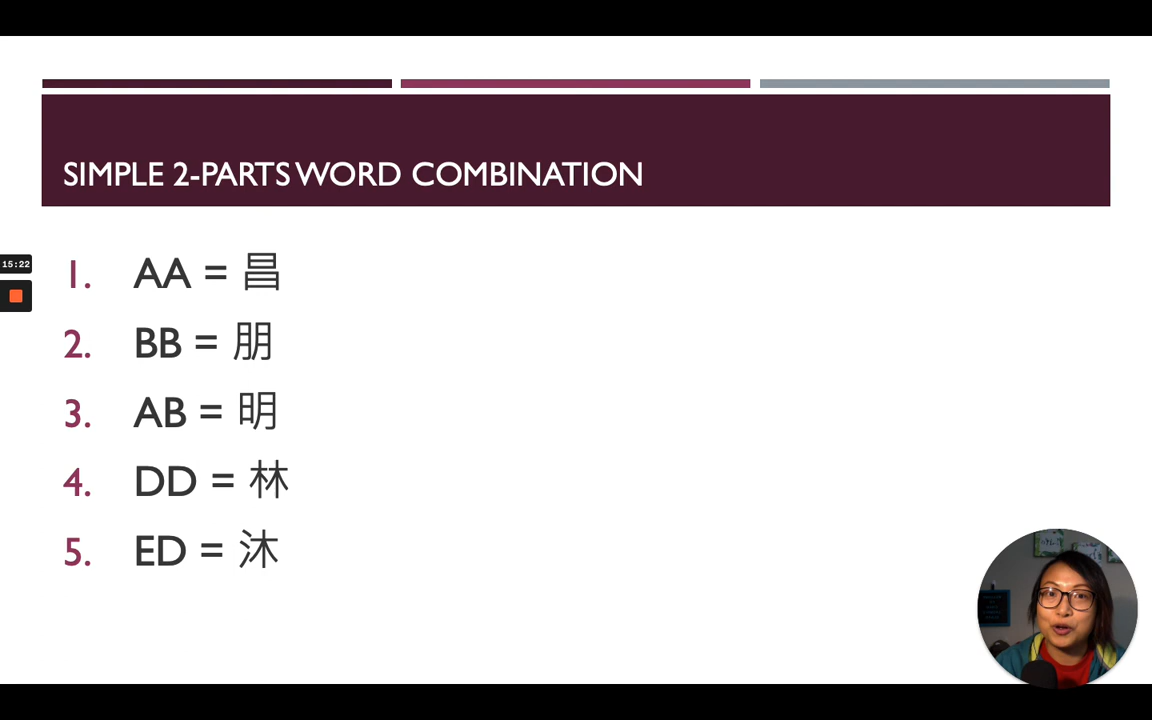 SIMPLE 2-PARTS WORD COMBINATION
15:22
1. AA = 昌
2. BB = 朋
3. AB = 明
4. DD = 林
5. ED = 沐